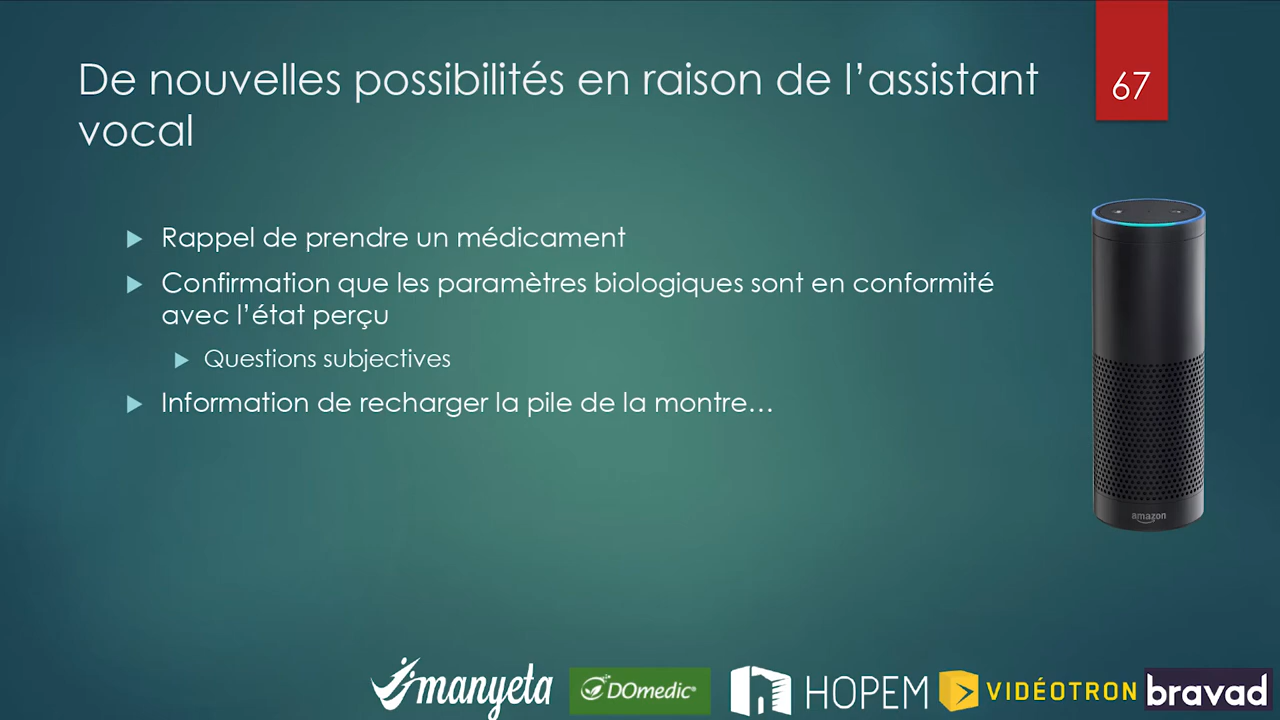 De nouvelles possibilités en raison de l’assistant
vocal
67
Rappel de prendre un médicament
Confirmation que les paramètres biologiques sont en conformité
avec l’état perçu
Questions subjectives
Information de recharger la pile de la montre…
amazon
manyeta
DOmedic®
HOPEM
VIDÉOTRON
bravad